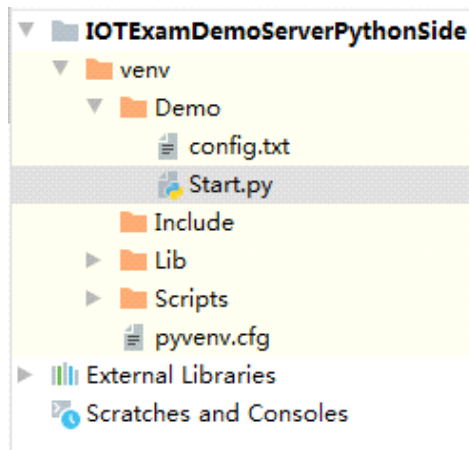 IOTExamDemoServerPythonSide
venv
Demo
config.txt
Start.py
Include
Lib
Scripts
pyvenv.cfg
External Libraries
Scratches and Consoles